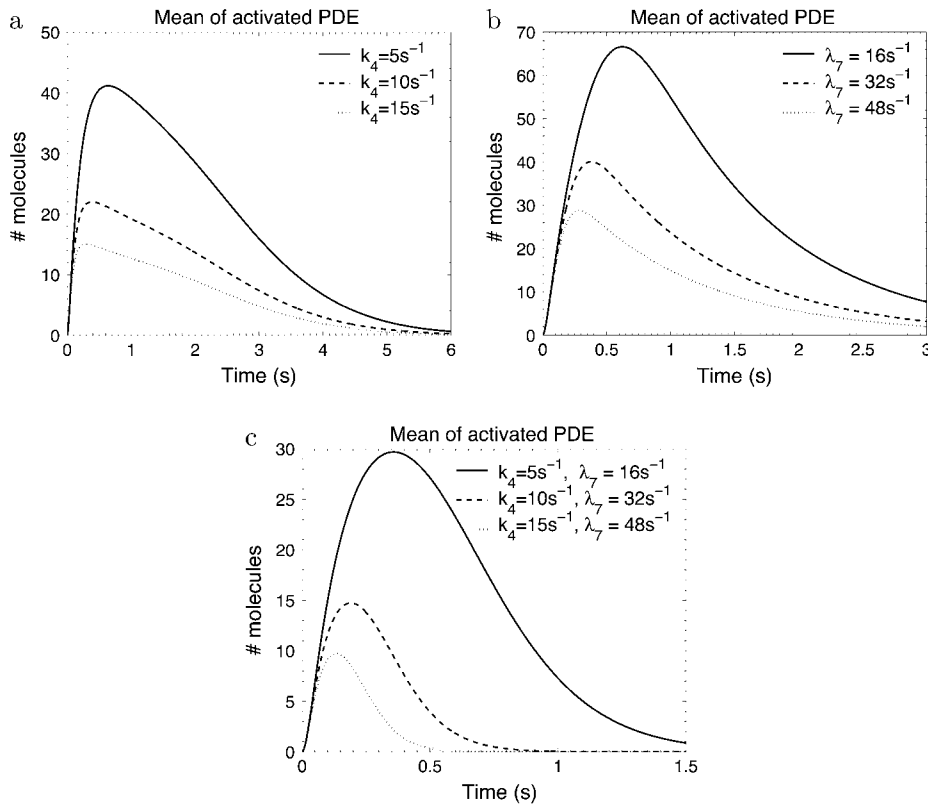 a
Mean of activated PDE
50
40
30
20
10
0
# molecules
k₄=5s⁻¹
k₄=10s⁻¹
k₄=15s⁻¹
0 1 2 3 4 5 6
Time (s)
b
Mean of activated PDE
70
60
50
40
30
20
10
0
# molecules
λ₇ = 16s⁻¹
λ₇ = 32s⁻¹
λ₇ = 48s⁻¹
0 0.5 1 1.5 2 2.5 3
Time (s)
c
Mean of activated PDE
30
25
20
15
10
5
0
# molecules
k₄=5s⁻¹, λ₇ = 16s⁻¹
k₄=10s⁻¹, λ₇ = 32s⁻¹
k₄=15s⁻¹, λ₇ = 48s⁻¹
0 0.5 1 1.5
Time (s)